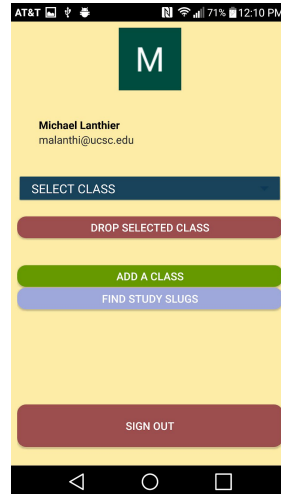 AT&T 71% 12:10 PM
M
Michael Lanthier
malanthi@ucsc.edu
SELECT CLASS
DROP SELECTED CLASS
ADD A CLASS
FIND STUDY SLUGS
SIGN OUT